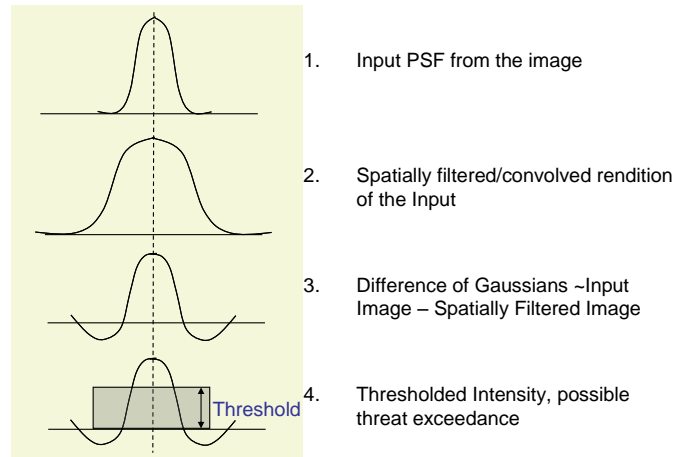 1. Input PSF from the image
2. Spatially filtered/convolved rendition
of the Input
3. Difference of Gaussians ~Input
Image – Spatially Filtered Image
Threshold
4. Thresholded Intensity, possible
threat exceedance